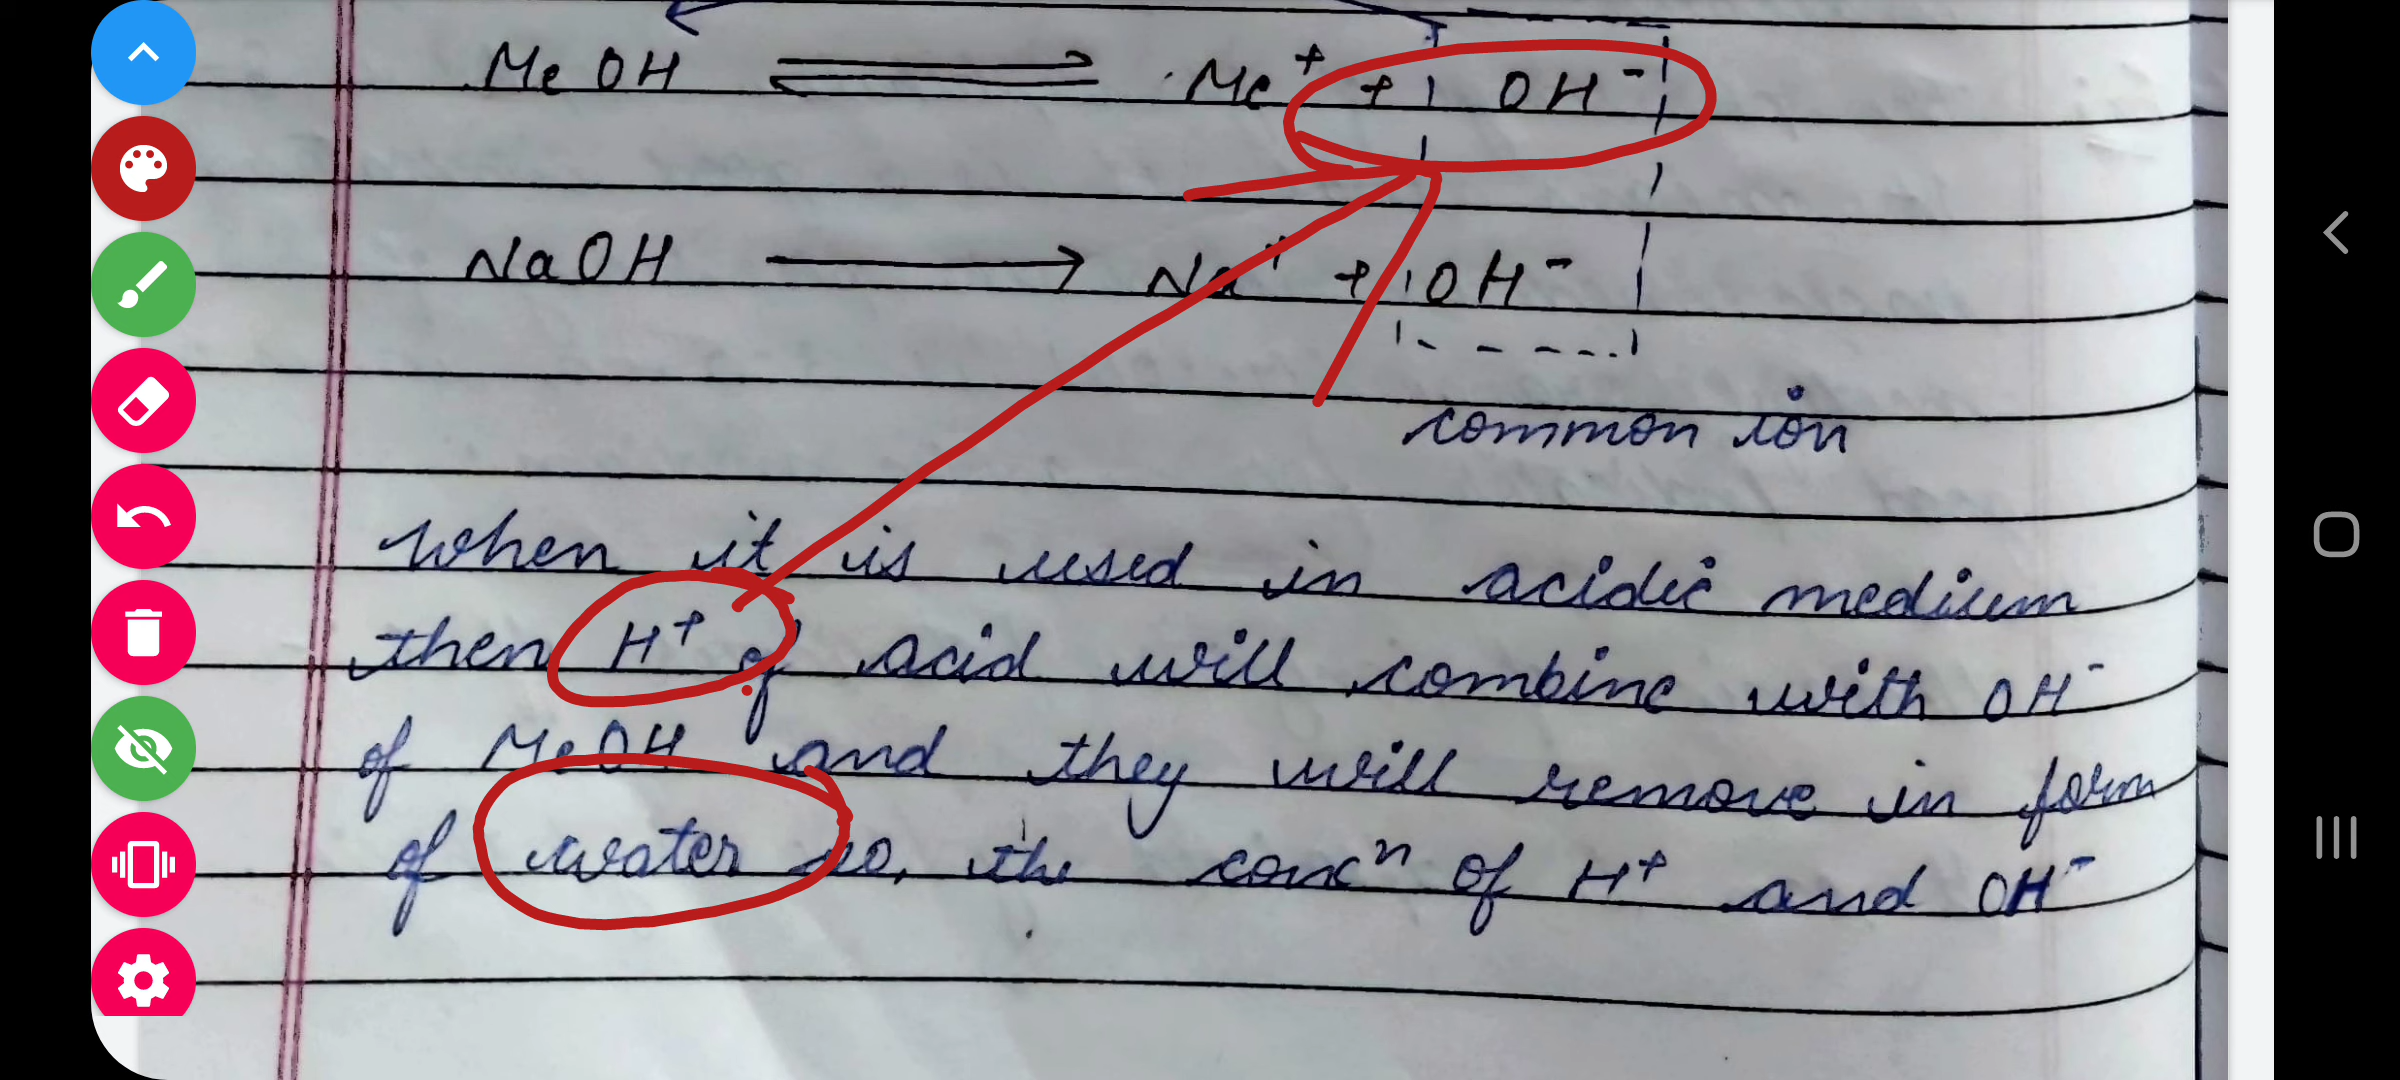 MeOH ⇌ Me⁺ + OH⁻
NaOH → Na⁺ + OH⁻
common ion
when it is used in acidic medium
then H⁺ of acid will combine with OH⁻
of MeOH and they will remove in form
of water so, the concⁿ of H⁺ and OH⁻